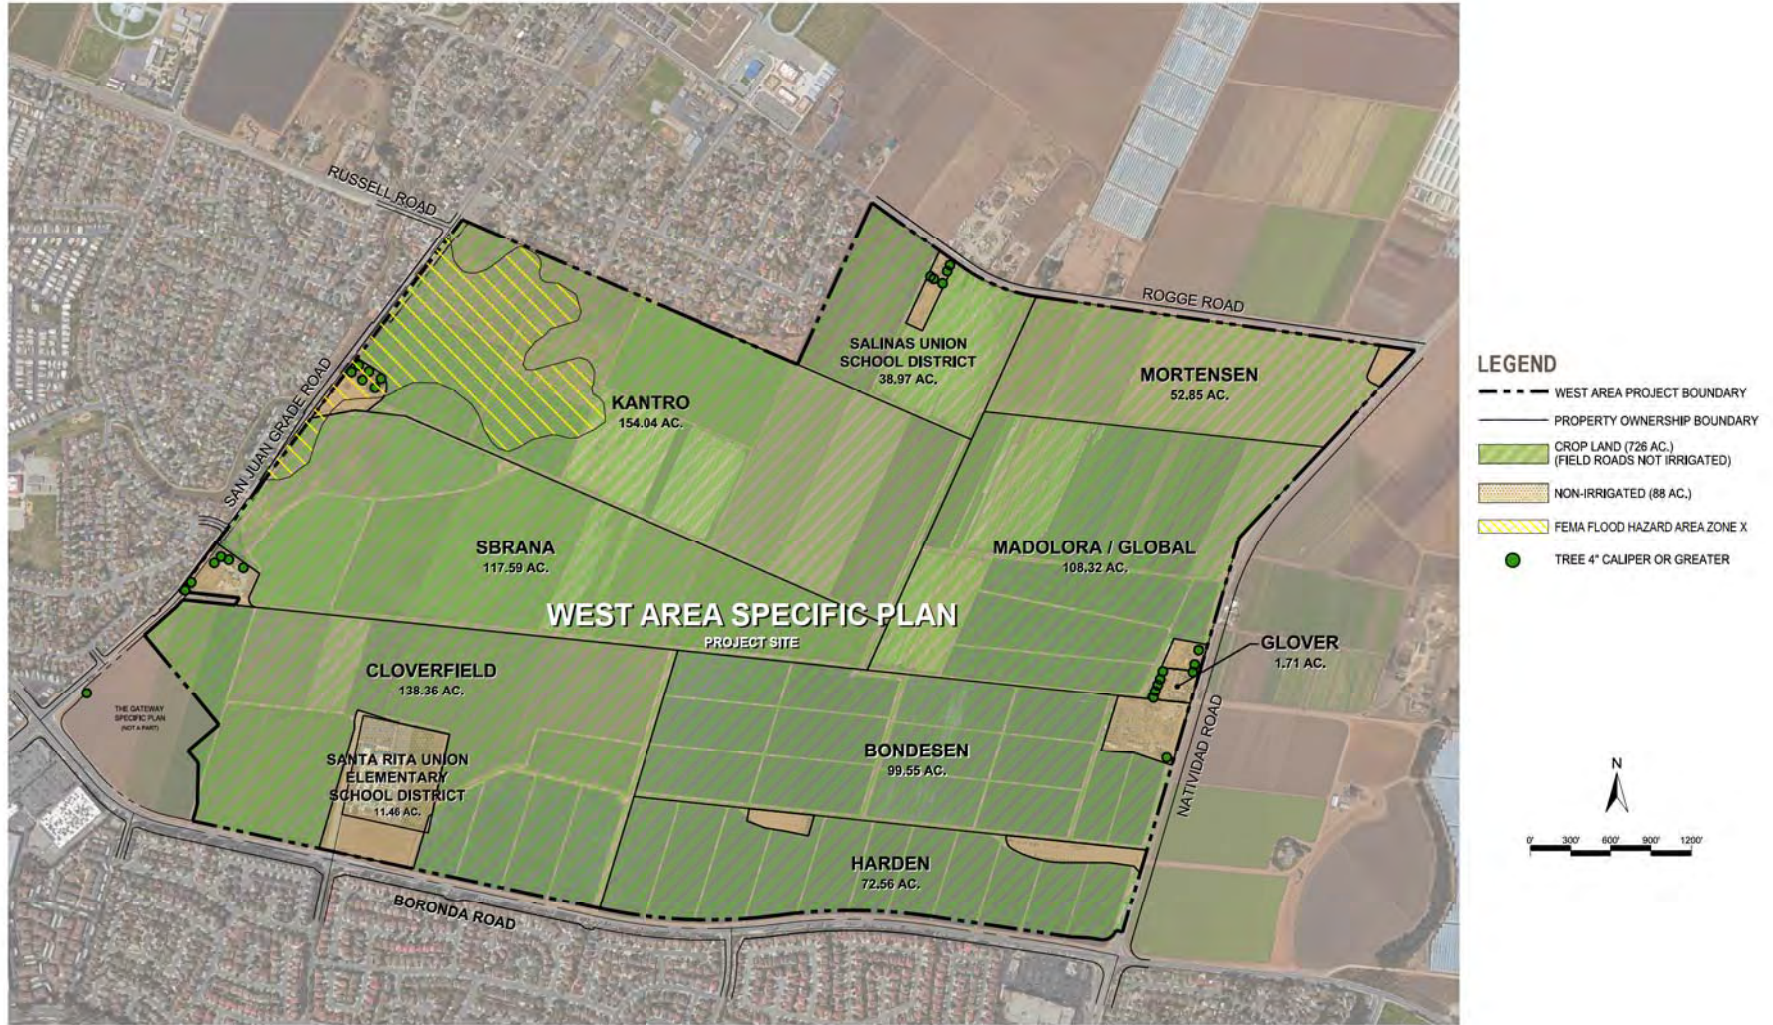 RUSSELL ROAD
ROGGE ROAD
SALINAS UNION
SCHOOL DISTRICT
38.97 AC.
MORTENSEN
52.85 AC.
KANTRO
154.04 AC.
SAN JUAN GRADE ROAD
SBRANA
117.59 AC.
MADOLORA / GLOBAL
108.32 AC.
WEST AREA SPECIFIC PLAN
PROJECT SITE
GLOVER
1.71 AC.
CLOVERFIELD
138.36 AC.
THE GATEWAY
SPECIFIC PLAN
(NOT A PART)
SANTA RITA UNION
ELEMENTARY
SCHOOL DISTRICT
11.46 AC.
BONDESEN
99.55 AC.
NATIVIDAD ROAD
HARDEN
72.56 AC.
BORONDA ROAD
LEGEND
WEST AREA PROJECT BOUNDARY
PROPERTY OWNERSHIP BOUNDARY
CROP LAND (726 AC.)
(FIELD ROADS NOT IRRIGATED)
NON-IRRIGATED (88 AC.)
FEMA FLOOD HAZARD AREA ZONE X
TREE 4" CALIPER OR GREATER
N
0' 300' 600' 900' 1200'